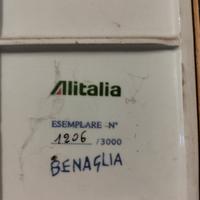 Alitalia
ESEMPLARE N°
1206 /3000
BENAGLIA